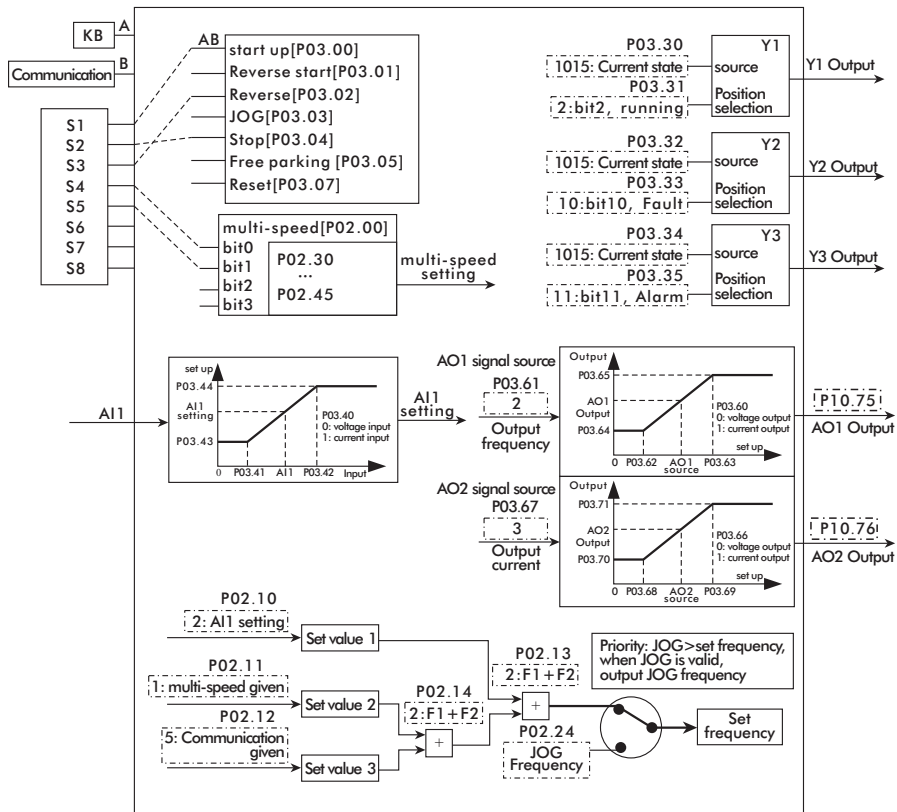 KB
A
Communication
B
S1
S2
S3
S4
S5
S6
S7
S8
AB
start up[P03.00]
Reverse start[P03.01]
Reverse[P03.02]
JOG[P03.03]
Stop[P03.04]
Free parking [P03.05]
Reset[P03.07]
multi-speed[P02.00]
bit0
bit1
bit2
bit3
P02.30
...
P02.45
multi-speed
setting
P03.30
1015: Current state
P03.31
2:bit2, running
Y1
source
Position
selection
Y1 Output
P03.32
1015: Current state
P03.33
10:bit10, Fault
Y2
source
Position
selection
Y2 Output
P03.34
1015: Current state
P03.35
11:bit11, Alarm
Y3
source
Position
selection
Y3 Output
AI1
set up
P03.44
AI1
setting
P03.43
P03.40
0: voltage input
1: current input
0
P03.41
AI1
P03.42
Input
AI1
setting
AO1 signal source
P03.61
2
Output
frequency
Output
P03.65
AO1
Output
P03.64
P03.60
0: voltage output
1: current output
set up
0
P03.62
AO1
source
P03.63
P10.75
AO1 Output
AO2 signal source
P03.67
3
Output
current
Output
P03.71
AO2
Output
P03.70
P03.66
0: voltage output
1: current output
set up
0
P03.68
AO2
source
P03.69
P10.76
AO2 Output
P02.10
2: AI1 setting
Set value 1
P02.11
1: multi-speed given
Set value 2
P02.12
5: Communication
given
Set value 3
P02.14
2:F1+F2
+
P02.13
2:F1+F2
+
P02.24
JOG
Frequency
Priority: JOG>set frequency,
when JOG is valid,
output JOG frequency
Set
frequency